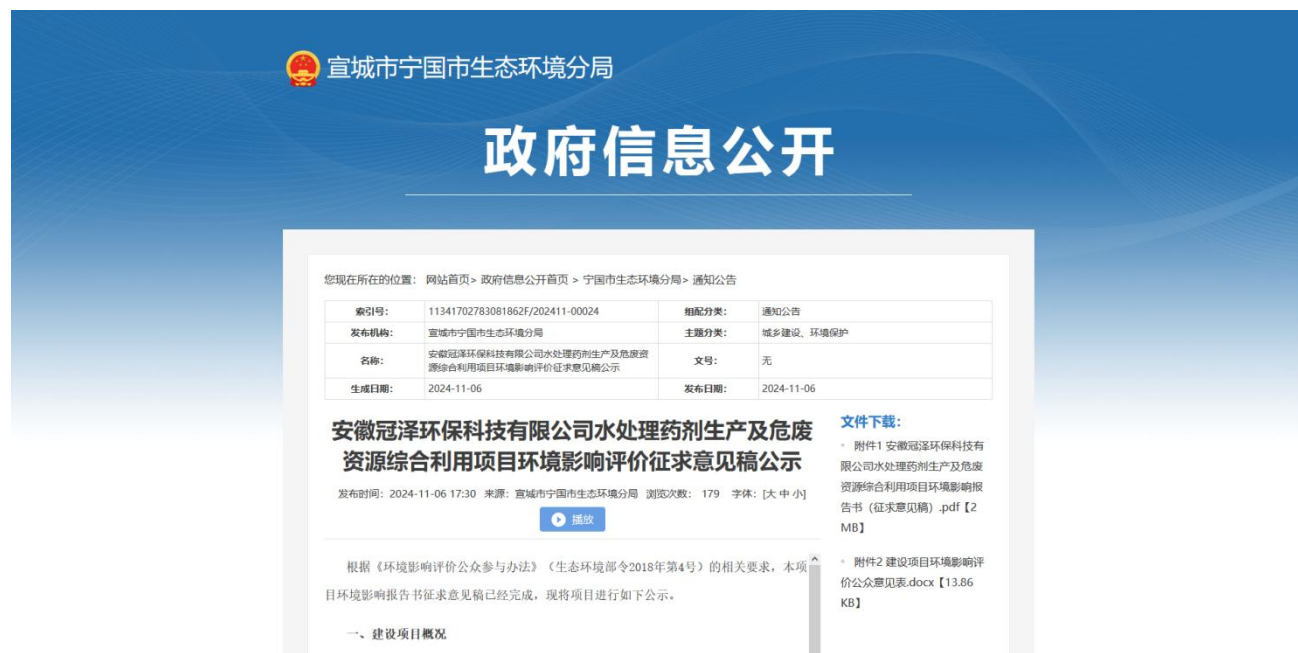 宣城市宁国市生态环境分局
政府信息公开
您现在所在的位置： 网站首页> 政府信息公开首页 > 宁国市生态环境分局> 通知公告
索引号： 11341702783081862F/202411-00024 组配分类： 通知公告
发布机构： 宣城市宁国市生态环境分局 主题分类： 城乡建设、环境保护
名称： 安徽冠泽环保科技有限公司水处理药剂生产及危废资
源综合利用项目环境影响评价征求意见稿公示 文号： 无
生成日期： 2024-11-06 发布日期： 2024-11-06
安徽冠泽环保科技有限公司水处理药剂生产及危废
资源综合利用项目环境影响评价征求意见稿公示
发布时间：2024-11-06 17:30 来源：宣城市宁国市生态环境分局 浏览次数： 179 字体：[大 中 小]
播放
根据《环境影响评价公众参与办法》（生态环境部令2018年第4号）的相关要求，本项
目环境影响报告书征求意见稿已经完成，现将项目进行如下公示。
一、建设项目概况
文件下载：
附件1 安徽冠泽环保科技有
限公司水处理药剂生产及危废
资源综合利用项目环境影响报
告书（征求意见稿）.pdf【2
MB】
附件2 建设项目环境影响评
价公众意见表.docx【13.86
KB】